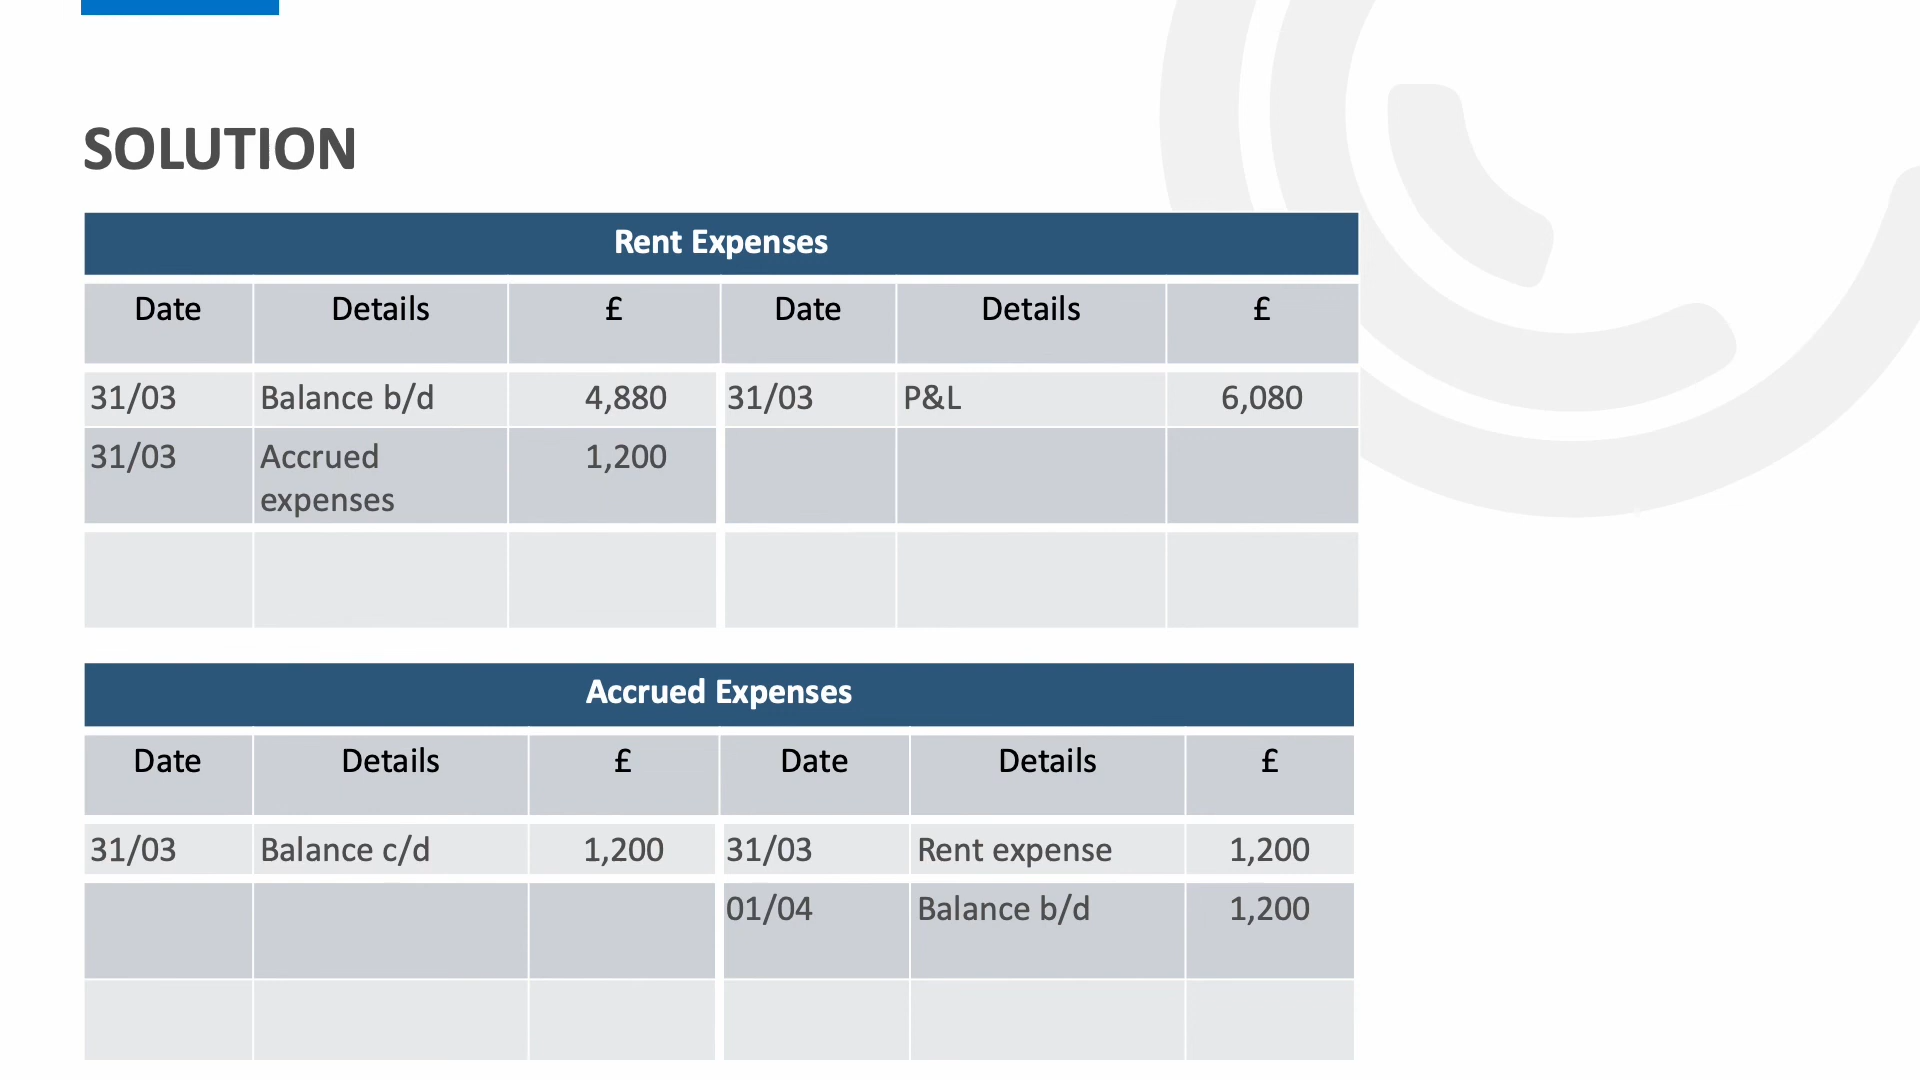 SOLUTION
Rent Expenses
Date Details £ Date Details £
31/03 Balance b/d 4,880 31/03 P&L 6,080
31/03 Accrued expenses 1,200
Accrued Expenses
Date Details £ Date Details £
31/03 Balance c/d 1,200 31/03 Rent expense 1,200
01/04 Balance b/d 1,200